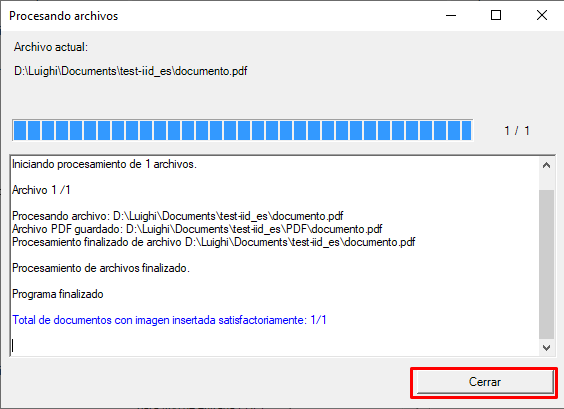 Procesando archivos
Archivo actual:
D:\Luighi\Documents\test-iid_es\documento.pdf
1 / 1
Iniciando procesamiento de 1 archivos.
Archivo 1 /1
Procesando archivo: D:\Luighi\Documents\test-iid_es\documento.pdf
Archivo PDF guardado: D:\Luighi\Documents\test-iid_es\PDF\documento.pdf
Procesamiento finalizado de archivo D:\Luighi\Documents\test-iid_es\documento.pdf
Procesamiento de archivos finalizado.
Programa finalizado
Total de documentos con imagen insertada satisfactoriamente: 1/1
Cerrar